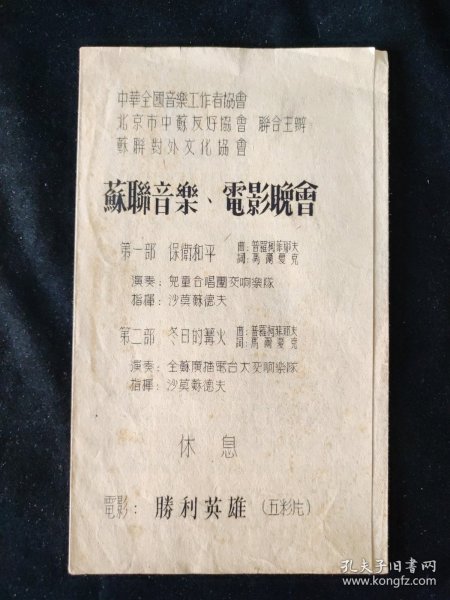 中華全國音樂工作者協會
北京市中蘇友好協會 聯合主辦
蘇聯對外文化協會
蘇聯音樂、電影晚會
第一部 保衛和平 曲：普羅柯菲耶夫
詞：馬爾夏克
演奏：兒童合唱團交响樂隊
指揮：沙莫蘇德夫
第二部 冬日的篝火 曲：普羅柯菲耶夫
詞：馬爾夏克
演奏：全蘇廣播電台大交响樂隊
指揮：沙莫蘇德夫
休息
電影：勝利英雄（五彩片）
孔夫子旧书网
www.kongfz.com